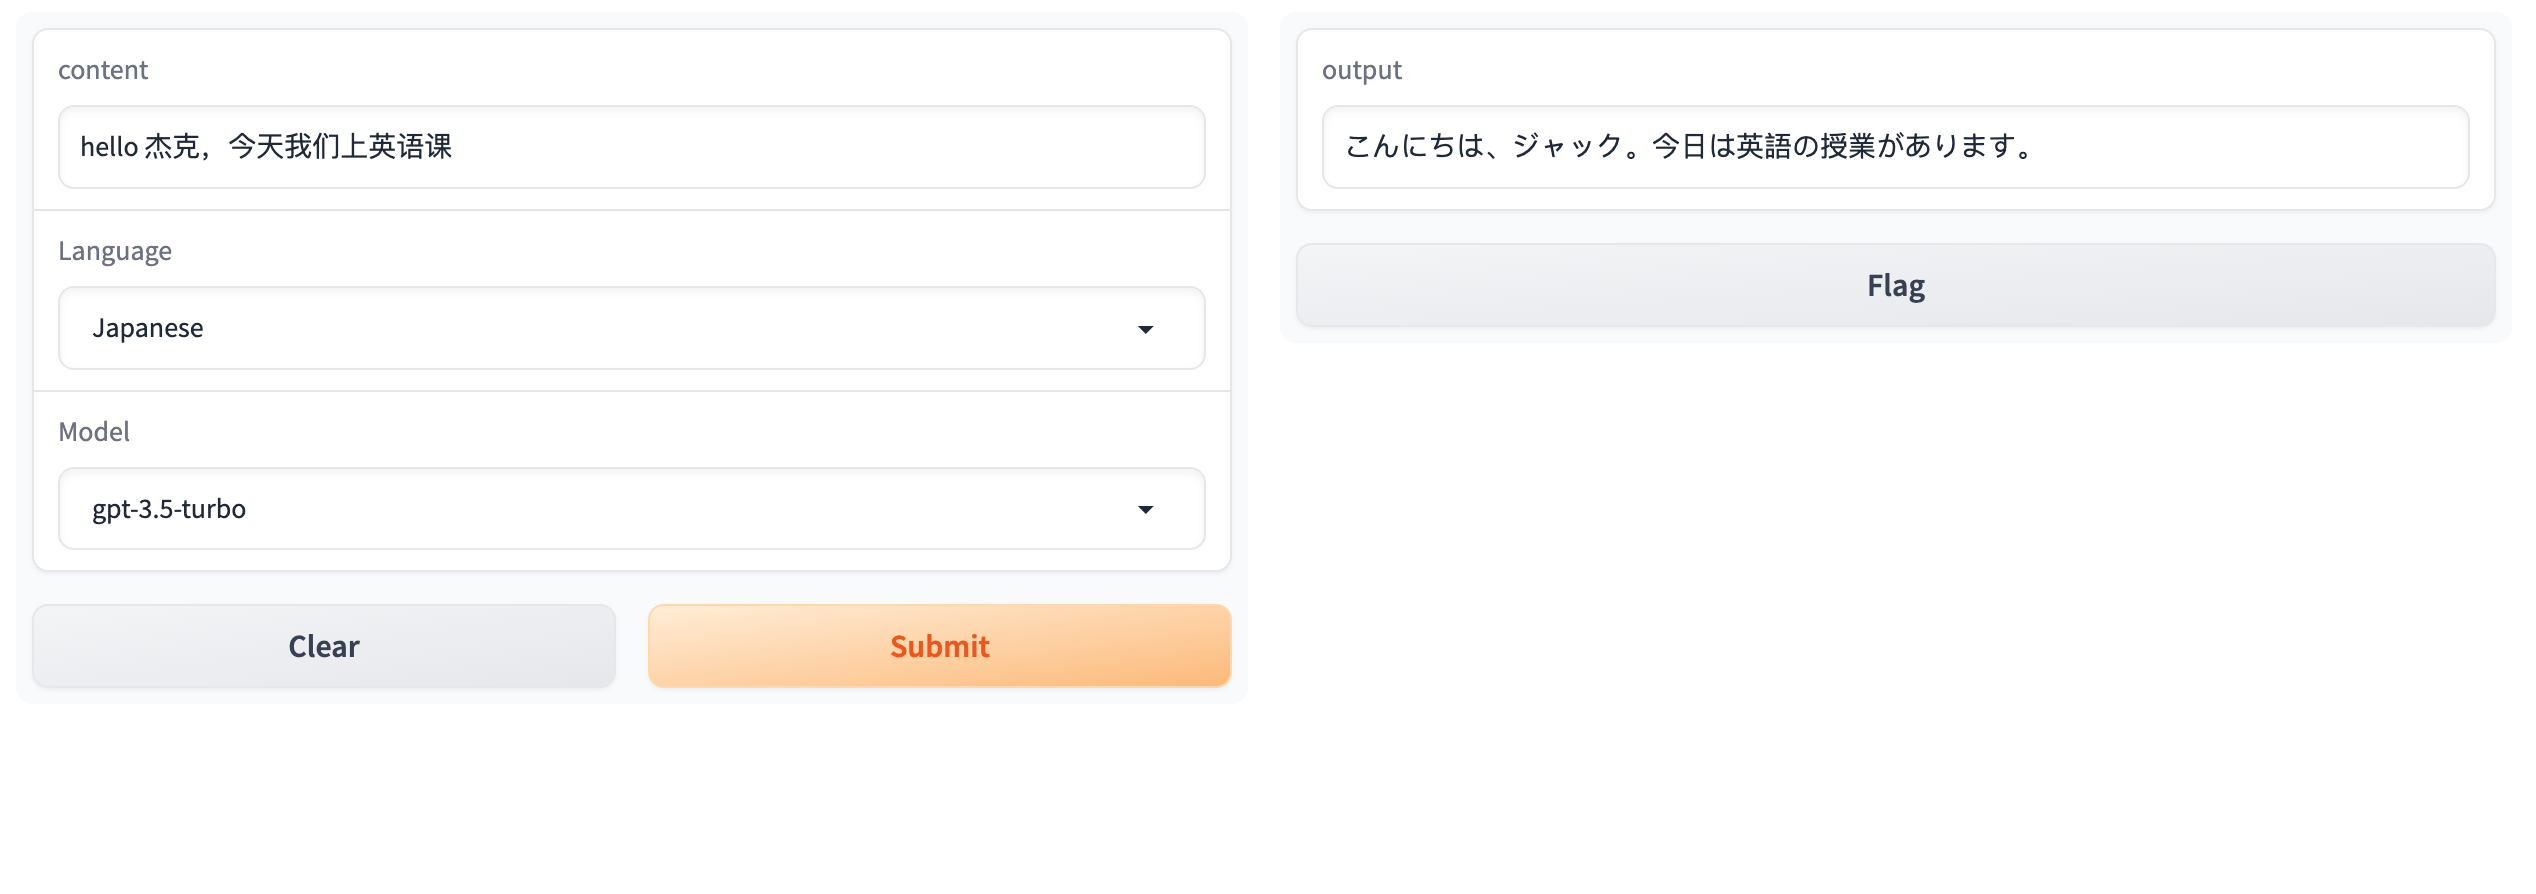 content
hello 杰克，今天我们上英语课
Language
Japanese
Model
gpt-3.5-turbo
Clear
Submit
output
こんにちは、ジャック。今日は英語の授業があります。
Flag